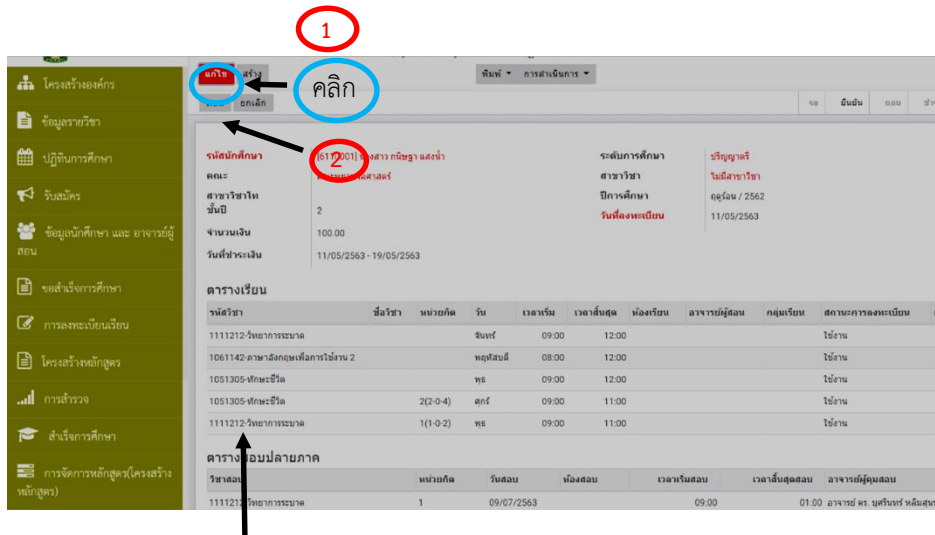 1
แก้ไข สร้าง พิมพ์ การดำเนินการ
คลิก
ยกเลิก รอ ยืนยัน ถอน
2
โครงสร้างองค์กร
ข้อมูลรายวิชา
ปฏิทินการศึกษา
รับสมัคร
ข้อมูลนักศึกษา และ อาจารย์ผู้
สอน
ขอสำเร็จการศึกษา
การลงทะเบียนเรียน
โครงสร้างหลักสูตร
การสำรวจ
สำเร็จการศึกษา
การจัดการหลักสูตร(โครงสร้าง
หลักสูตร)
รหัสนักศึกษา กนิษฐา แสงน้ำ ระดับการศึกษา ปริญญาตรี
คณะ สาขาวิชา ไม่มีสาขาวิชา
สาขาวิชาโท ปีการศึกษา ฤดูร้อน / 2562
ชั้นปี 2 วันที่ลงทะเบียน 11/05/2563
จำนวนเงิน 100.00
วันที่ชำระเงิน 11/05/2563 - 19/05/2563
ตารางเรียน
รหัสวิชา ชื่อวิชา หน่วยกิต วัน เวลาเริ่ม เวลาสิ้นสุด ห้องเรียน อาจารย์ผู้สอน กลุ่มเรียน สถานะการลงทะเบียน
1111212-วิทยาการระบาด จันทร์ 09:00 12:00 ใช้งาน
1061142-ภาษาอังกฤษเพื่อการใช้งาน 2 พฤหัสบดี 08:00 12:00 ใช้งาน
1051305-ทักษะชีวิต พุธ 09:00 12:00 ใช้งาน
1051305-ทักษะชีวิต 2(2-0-4) ศุกร์ 09:00 11:00 ใช้งาน
1111212-วิทยาการระบาด 1(1-0-2) พุธ 09:00 11:00 ใช้งาน
ตารางสอบปลายภาค
วิชาสอบ หน่วยกิต วันสอบ ห้องสอบ เวลาเริ่มสอบ เวลาสิ้นสุดสอบ อาจารย์ผู้คุมสอบ
1111212-วิทยาการระบาด 1 09/07/2563 09:00 01:00 อาจารย์ ดร. บุศรินทร์